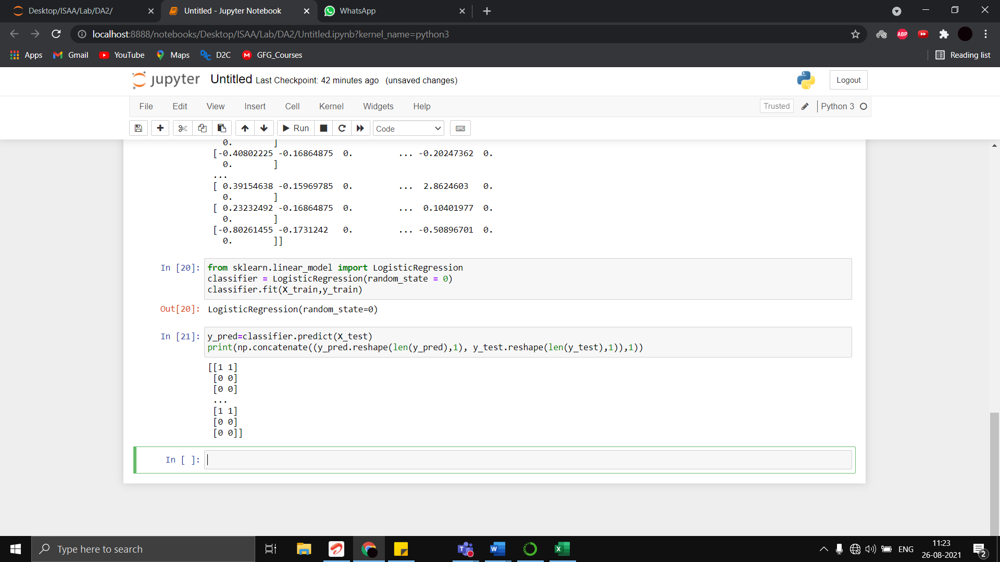 Desktop/ISAA/Lab/DA2/
Untitled - Jupyter Notebook
WhatsApp
localhost:8888/notebooks/Desktop/ISAA/Lab/DA2/Untitled.ipynb?kernel_name=python3
ABP
Apps
Gmail
YouTube
Maps
D2C
GFG_Courses
Reading list
jupyter Untitled Last Checkpoint: 42 minutes ago (unsaved changes)
Logout
File Edit View Insert Cell Kernel Widgets Help
Trusted
Python 3
Run
Code
0. ]
[-0.40802225 -0.16864875 0. ... -0.20247362 0.
0. ]
...
[ 0.39154638 -0.15969785 0. ... 2.8624603 0.
0. ]
[ 0.23232492 -0.16864875 0. ... 0.10401977 0.
0. ]
[-0.80261455 -0.1731242 0. ... -0.50896701 0.
0. ]]
In [20]: from sklearn.linear_model import LogisticRegression
classifier = LogisticRegression(random_state = 0)
classifier.fit(X_train,y_train)
Out[20]: LogisticRegression(random_state=0)
In [21]: y_pred=classifier.predict(X_test)
print(np.concatenate((y_pred.reshape(len(y_pred),1), y_test.reshape(len(y_test),1)),1))
[[1 1]
[0 0]
[0 0]
...
[1 1]
[0 0]
[0 0]]
In [ ]:
Type here to search
ENG
11:23
26-08-2021
2